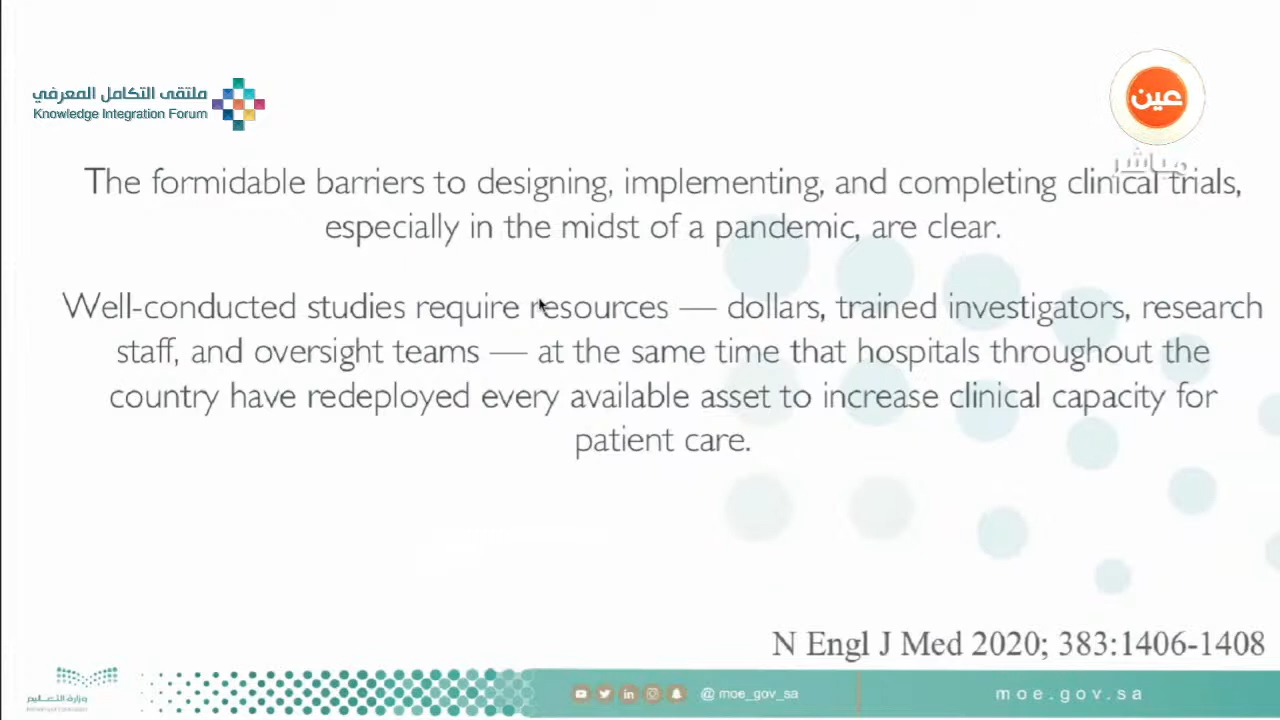 ملتقى التكامل المعرفي
Knowledge Integration Forum
عين
مباشر
The formidable barriers to designing, implementing, and completing clinical trials,
especially in the midst of a pandemic, are clear.
Well-conducted studies require resources — dollars, trained investigators, research
staff, and oversight teams — at the same time that hospitals throughout the
country have redeployed every available asset to increase clinical capacity for
patient care.
N Engl J Med 2020; 383:1406-1408
وزارة التعليم
Ministry of Education
@moe_gov_sa
moe.gov.sa